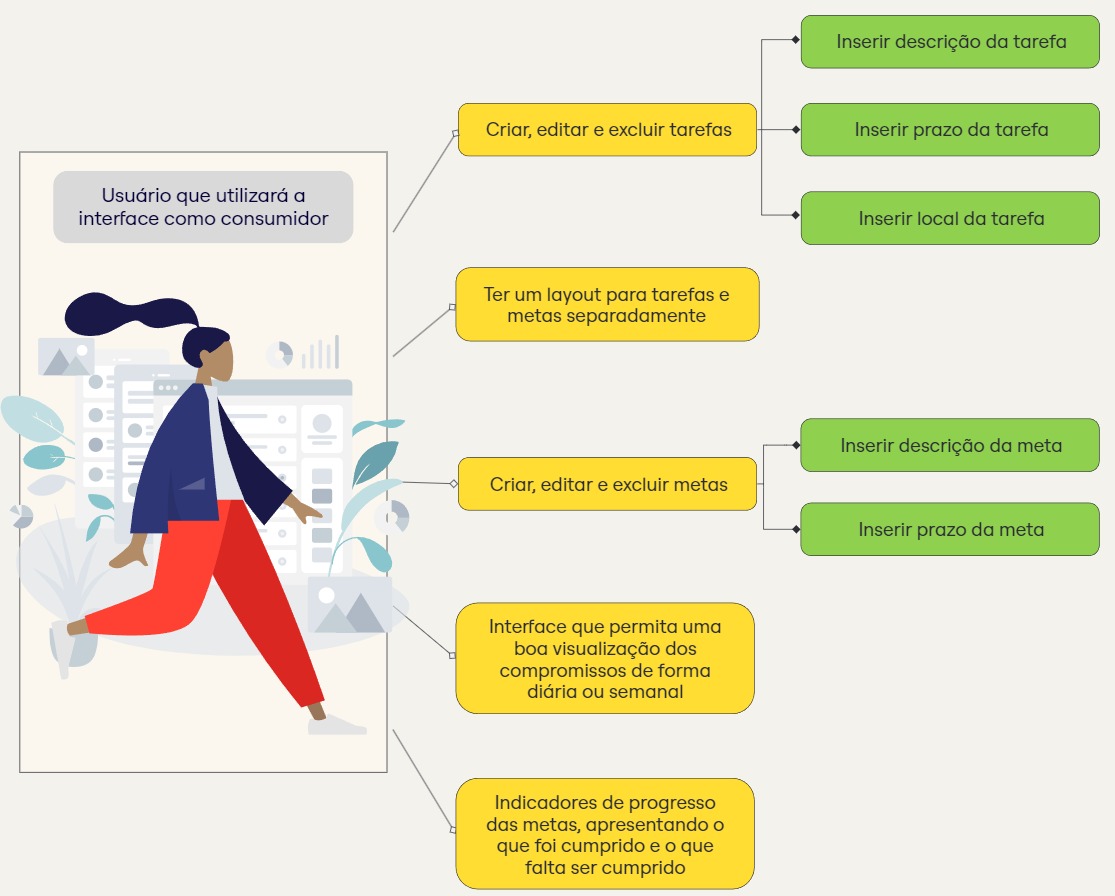 Usuário que utilizará a
interface como consumidor
Criar, editar e excluir tarefas
Inserir descrição da tarefa
Inserir prazo da tarefa
Inserir local da tarefa
Ter um layout para tarefas e
metas separadamente
Criar, editar e excluir metas
Inserir descrição da meta
Inserir prazo da meta
Interface que permita uma
boa visualização dos
compromissos de forma
diária ou semanal
Indicadores de progresso
das metas, apresentando o
que foi cumprido e o que
falta ser cumprido